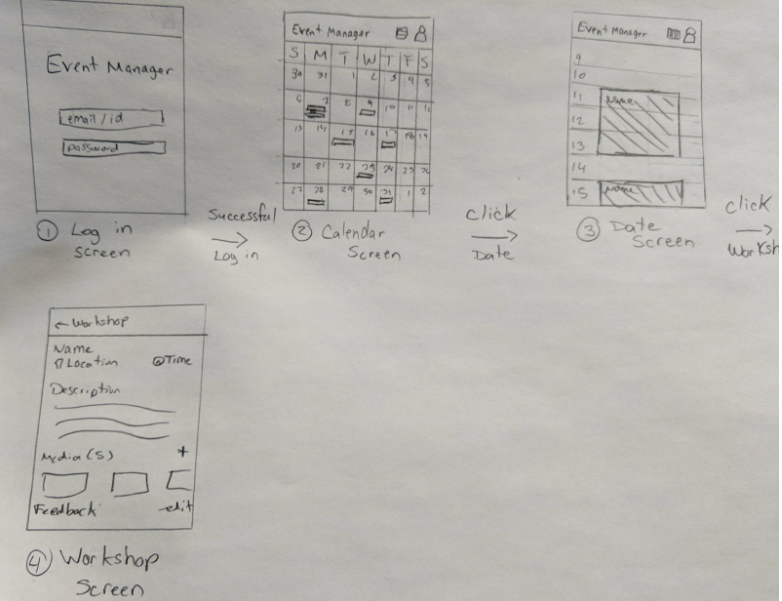 Event Manager
email/id
password
① Log in
screen
Successful
Log in
Event Manager
S M T W T F S
30 31 1 2 3 4 5
6 7 8 9 10 11
13 14 15 16 17 18 19
20 21 22 23 24 25 26
27 28 29 30 31 1 2
② Calendar
Screen
click
Date
Event Manager
9
10
11 Name
12
13
14
15 Name
③ Date
Screen
click
Worksh
← Workshop
Name
Location Time
Description
Media (5) +
Feedback edit
④ Workshop
Screen